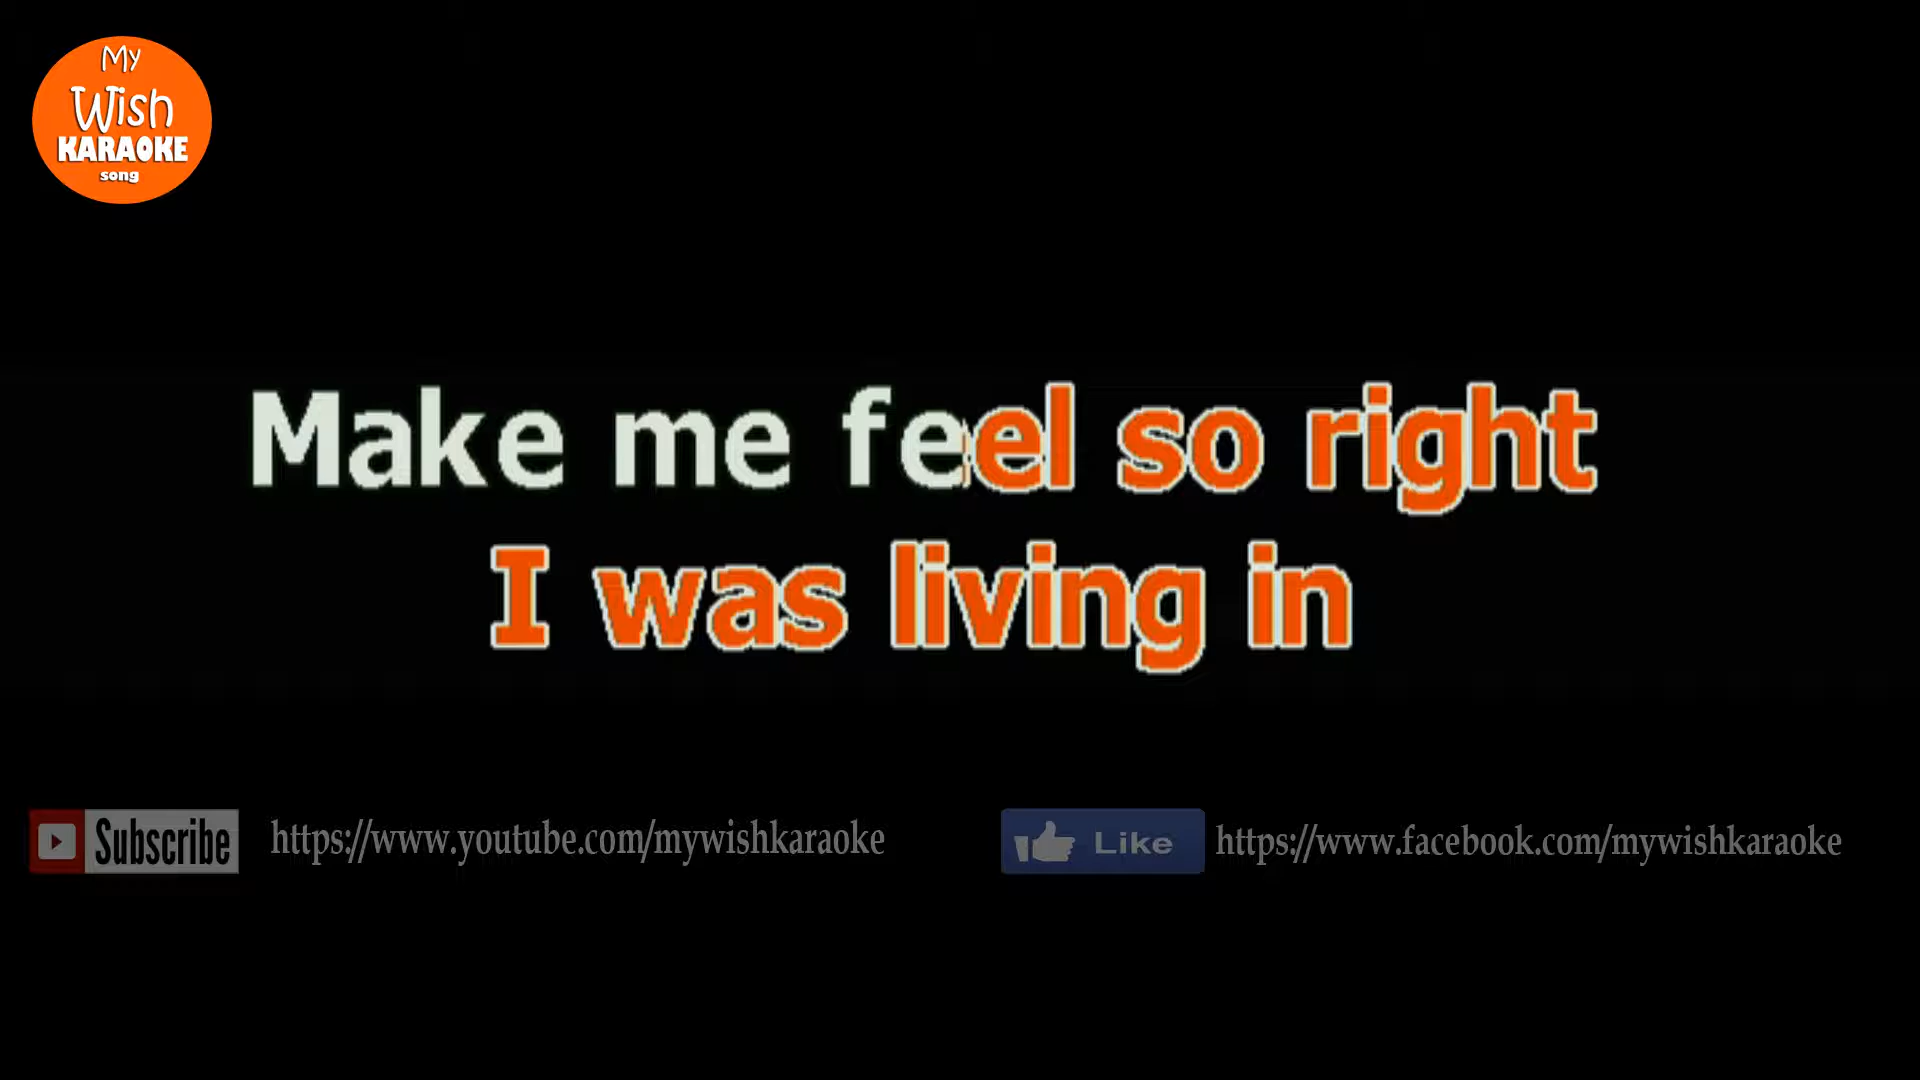 My
Wish
KARAOKE
song
Make me feel so right
I was living in
Subscribe https://www.youtube.com/mywishkaraoke Like https://www.facebook.com/mywishkaraoke